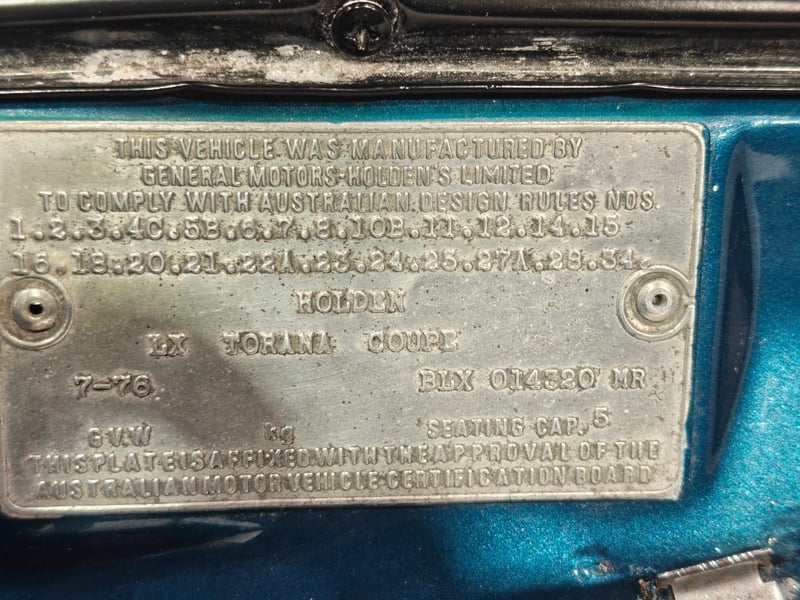 THIS VEHICLE WAS MANUFACTURED BY
GENERAL MOTORS-HOLDEN'S LIMITED
TO COMPLY WITH AUSTRALIAN DESIGN RULES NOS.
1.2.3.4C.5B.6.7.8.10B.11.12.14.15
16.18.20.21.22A.23.24.25.27A.28.34.
HOLDEN
LX TORANA COUPE
7-76 BLX 014320 MR
G.V.W kg SEATING CAP. 5
THIS PLATE IS AFFIXED WITH THE APPROVAL OF THE
AUSTRALIAN MOTOR VEHICLE CERTIFICATION BOARD